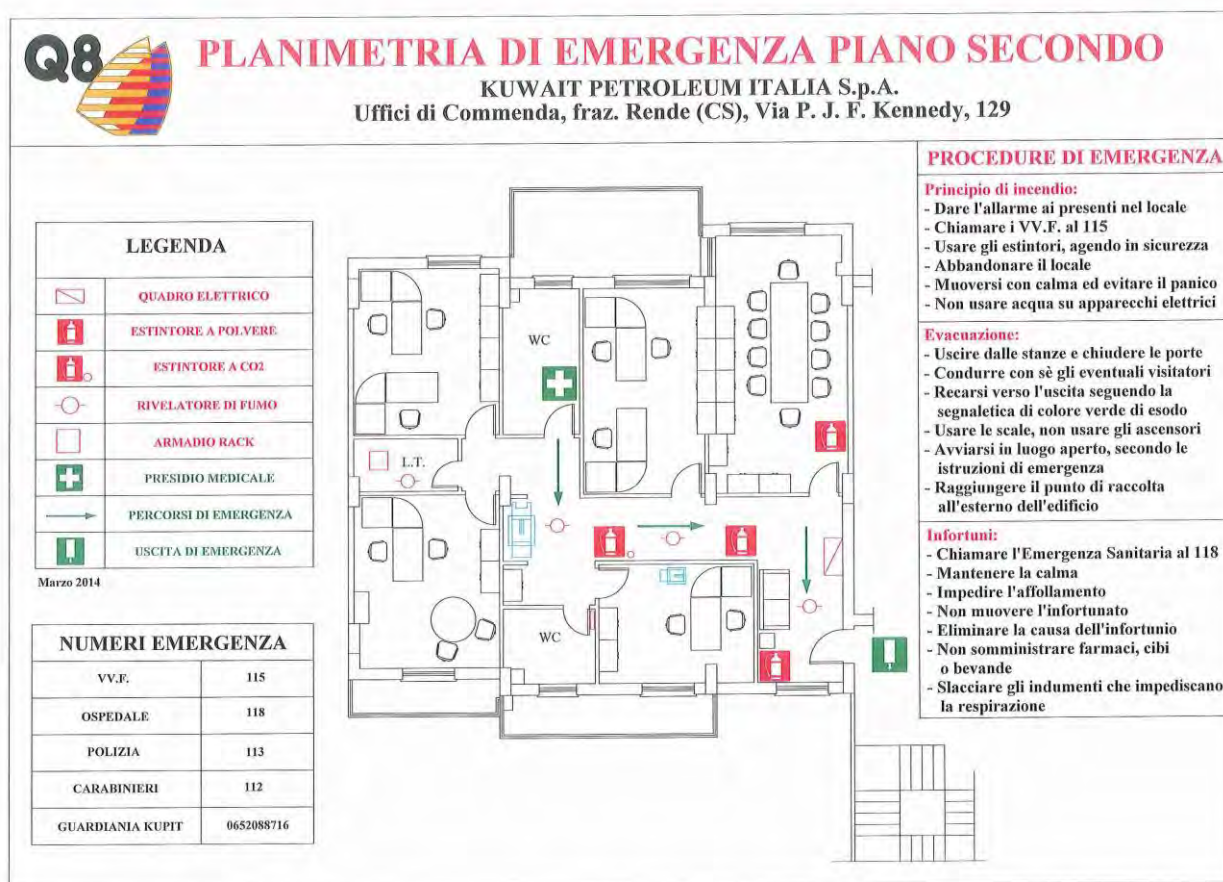 Q8
PLANIMETRIA DI EMERGENZA PIANO SECONDO
KUWAIT PETROLEUM ITALIA S.p.A.
Uffici di Commenda, fraz. Rende (CS), Via P. J. F. Kennedy, 129
LEGENDA
QUADRO ELETTRICO
ESTINTORE A POLVERE
ESTINTORE A CO2
RIVELATORE DI FUMO
ARMADIO RACK
PRESIDIO MEDICALE
PERCORSI DI EMERGENZA
USCITA DI EMERGENZA
Marzo 2014
NUMERI EMERGENZA
VV.F. 115
OSPEDALE 118
POLIZIA 113
CARABINIERI 112
GUARDIANIA KUPIT 0652088716
WC
L.T.
WC
PROCEDURE DI EMERGENZA
Principio di incendio:
- Dare l'allarme ai presenti nel locale
- Chiamare i VV.F. al 115
- Usare gli estintori, agendo in sicurezza
- Abbandonare il locale
- Muoversi con calma ed evitare il panico
- Non usare acqua su apparecchi elettrici
Evacuazione:
- Uscire dalle stanze e chiudere le porte
- Condurre con sè gli eventuali visitatori
- Recarsi verso l'uscita seguendo la
segnaletica di colore verde di esodo
- Usare le scale, non usare gli ascensori
- Avviarsi in luogo aperto, secondo le
istruzioni di emergenza
- Raggiungere il punto di raccolta
all'esterno dell'edificio
Infortuni:
- Chiamare l'Emergenza Sanitaria al 118
- Mantenere la calma
- Impedire l'affollamento
- Non muovere l'infortunato
- Eliminare la causa dell'infortunio
- Non somministrare farmaci, cibi
o bevande
- Slacciare gli indumenti che impediscano
la respirazione